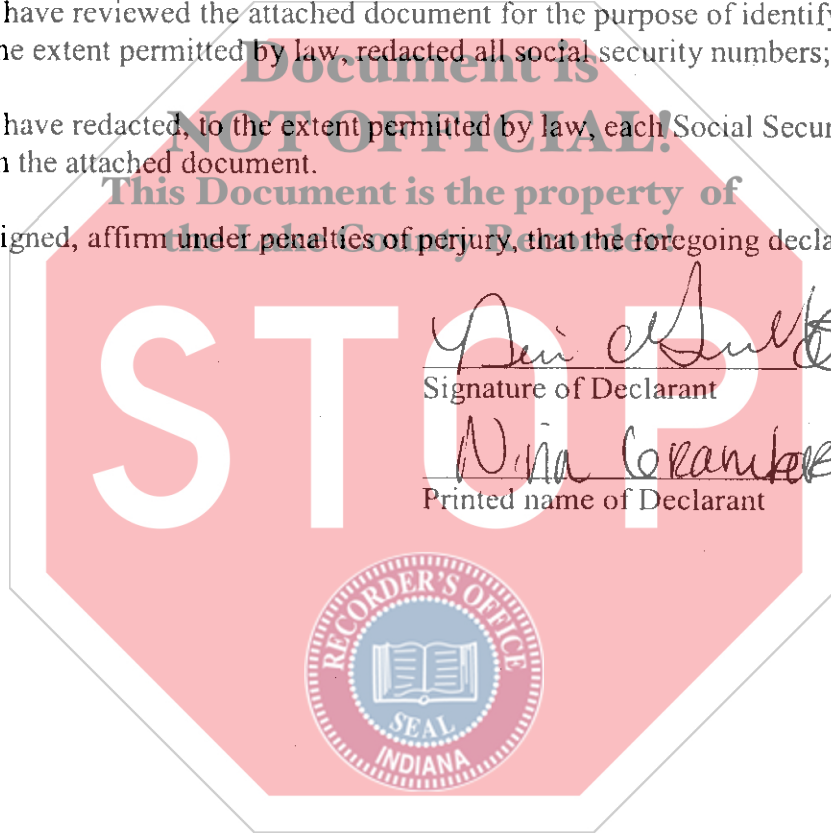 have reviewed the attached document for the purpose of identify
he extent permitted by law, redacted all social security numbers;
Document is
have redacted, to the extent permitted by law, each Social Secur
NOT OFFICIAL!
n the attached document.
This Document is the property of
igned, affirm under penalties of perjury, that the foregoing decla
the Lake County Recorder!
STOP
Signature of Declarant
Nina
Printed name of Declarant
RECORDER'S OFFICE
SEAL
INDIANA